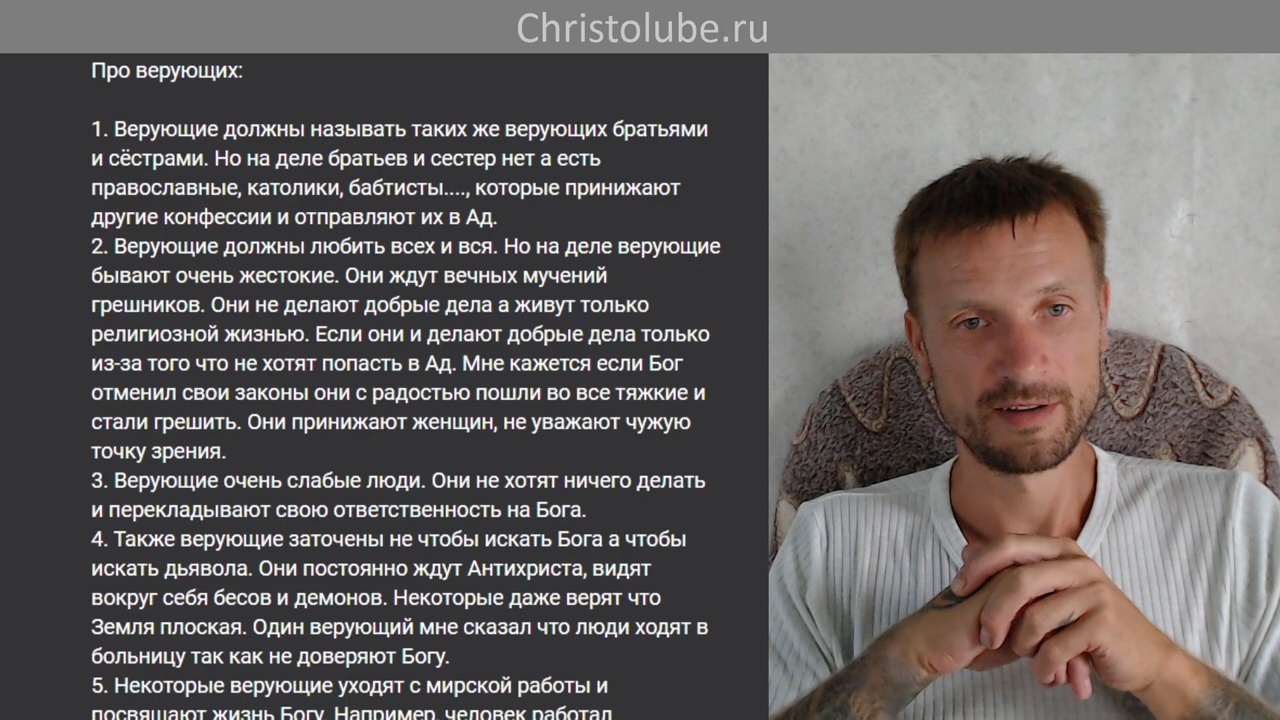 Christolube.ru
Про верующих:
1. Верующие должны называть таких же верующих братьями
и сёстрами. Но на деле братьев и сестер нет а есть
православные, католики, бабтисты...., которые принижают
другие конфессии и отправляют их в Ад.
2. Верующие должны любить всех и вся. Но на деле верующие
бывают очень жестокие. Они ждут вечных мучений
грешников. Они не делают добрые дела а живут только
религиозной жизнью. Если они и делают добрые дела только
из-за того что не хотят попасть в Ад. Мне кажется если Бог
отменил свои законы они с радостью пошли во все тяжкие и
стали грешить. Они принижают женщин, не уважают чужую
точку зрения.
3. Верующие очень слабые люди. Они не хотят ничего делать
и перекладывают свою ответственность на Бога.
4. Также верующие заточены не чтобы искать Бога а чтобы
искать дьявола. Они постоянно ждут Антихриста, видят
вокруг себя бесов и демонов. Некоторые даже верят что
Земля плоская. Один верующий мне сказал что люди ходят в
больницу так как не доверяют Богу.
5. Некоторые верующие уходят с мирской работы и
посвящают жизнь Богу. Например, человек работал